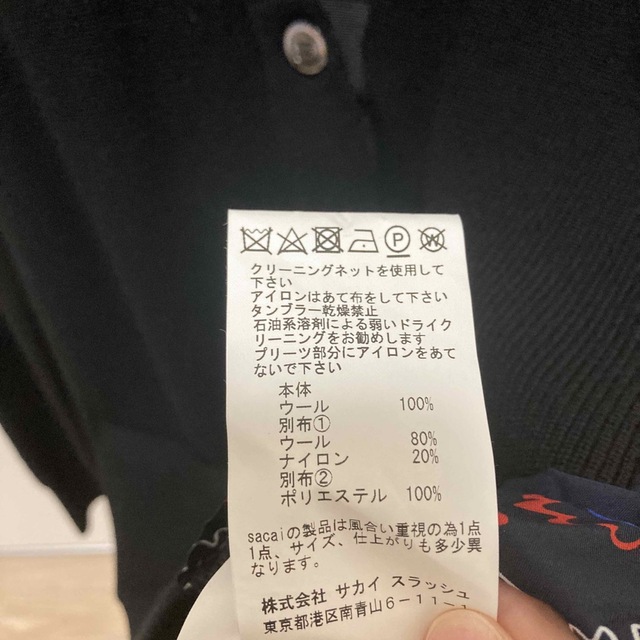 クリーニングネットを使用して
下さい
アイロンはあて布をして下さい
タンブラー乾燥禁止
石油系溶剤による弱いドライク
リーニングをお勧めします
プリーツ部分にアイロンをあて
ないで下さい
本体
ウール 100%
別布①
ウール 80%
ナイロン 20%
別布②
ポリエステル 100%
sacaiの製品は風合い重視の為1点
1点、サイズ、仕上がりも多少異
なります。
株式会社 サカイ スラッシュ
東京都港区南青山6-11-1